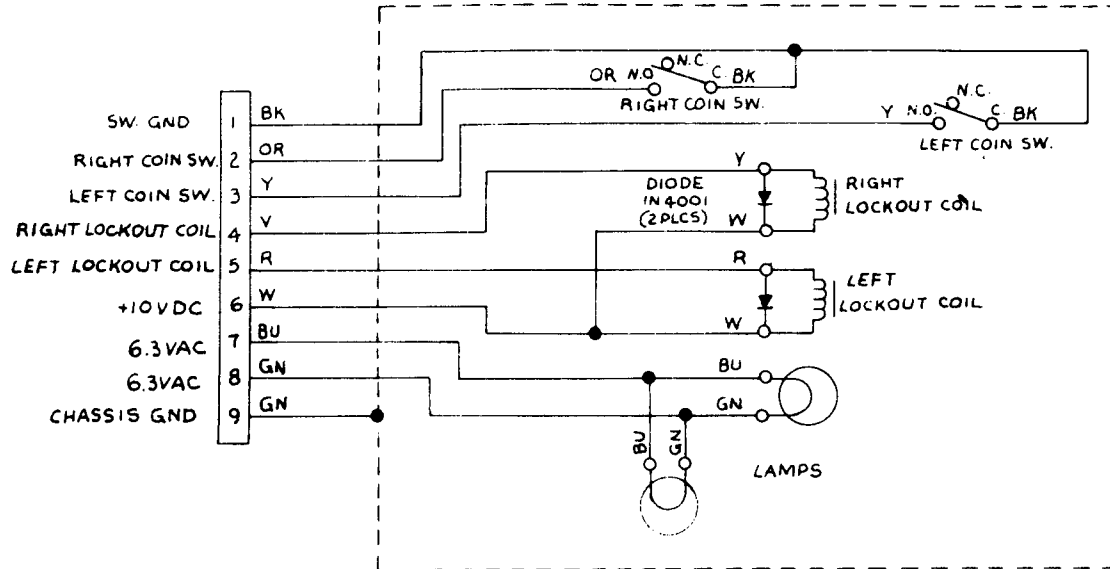 SW. GND 1 BK
RIGHT COIN SW. 2 OR
LEFT COIN SW. 3 Y
RIGHT LOCKOUT COIL 4 V
LEFT LOCKOUT COIL 5 R
+10VDC 6 W
6.3VAC 7 BU
6.3VAC 8 GN
CHASSIS GND 9 GN
OR N.O N.C. C. BK
RIGHT COIN SW.
Y N.O. N.C. C BK
LEFT COIN SW.
Y
DIODE
IN4001
(2PLCS)
W
RIGHT
LOCKOUT COIL
R
W
LEFT
LOCKOUT COIL
BU
GN
BU
GN
LAMPS